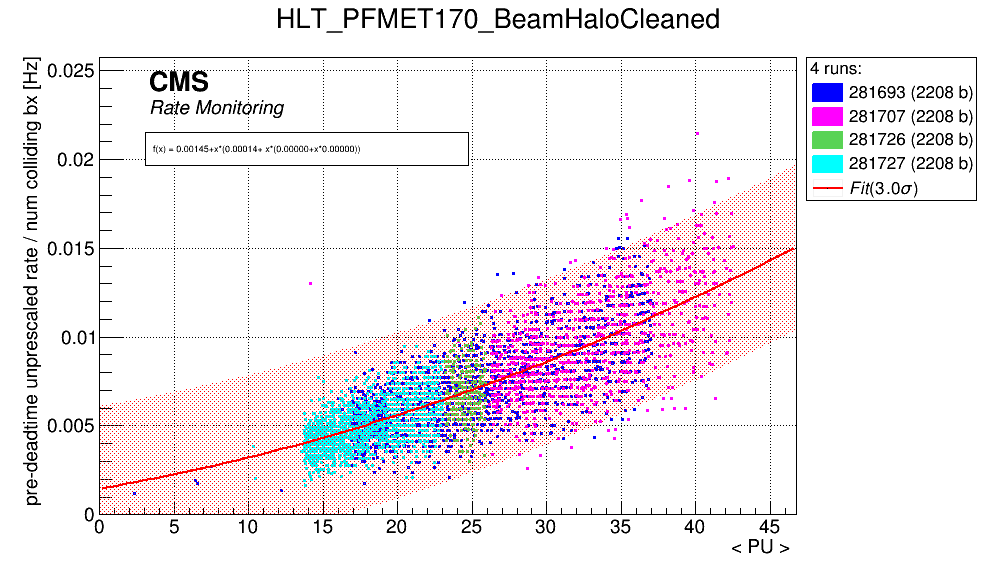 HLT_PFMET170_BeamHaloCleaned
pre-deadtime unprescaled rate / num colliding bx [Hz]
0.025
0.02
0.015
0.01
0.005
0
CMS
Rate Monitoring
f(x) = 0.00145+x*(0.00014+ x*(0.00000+x*0.00000))
0 5 10 15 20 25 30 35 40 45
< PU >
4 runs:
281693 (2208 b)
281707 (2208 b)
281726 (2208 b)
281727 (2208 b)
Fit(3.0σ)